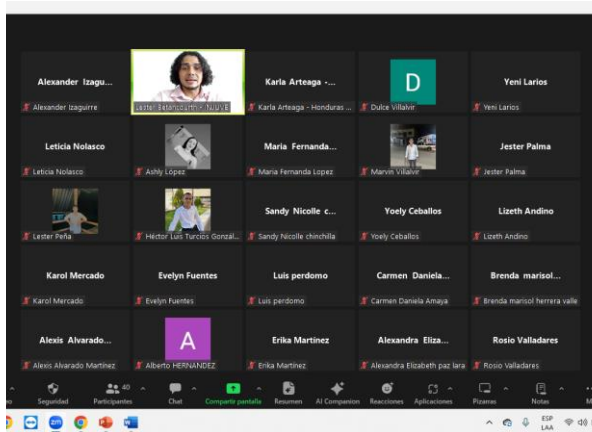 Alexander Izagu...
Karla Arteaga -...
D
Yeni Larios
Alexander Izaguirre
Lester Betancourth - TUJVE
Karla Arteaga - Honduras ...
Dulce Villalvir
Yeni Larios
Leticia Nolasco
Maria Fernanda...
Jester Palma
Leticia Nolasco
Ashly López
Maria Fernanda Lopez
Marvin Villalvir
Jester Palma
Sandy Nicolle c...
Yoely Ceballos
Lizeth Andino
Lester Peña
Héctor Luis Turcios Gonzál...
Sandy Nicolle chinchilla
Yoely Ceballos
Lizeth Andino
Karol Mercado
Evelyn Fuentes
Luis perdomo
Carmen Daniela...
Brenda marisol...
Karol Mercado
Evelyn Fuentes
Luis perdomo
Carmen Daniela Amaya
Brenda marisol herrera valle
Alexis Alvarado...
A
Erika Martinez
Alexandra Eliza...
Rosio Valladares
Alexis Alvarado Martinez
Alberto HERNANDEZ
Erika Martinez
Alexandra Elizabeth paz lara
Rosio Valladares
40
Seguridad
Participantes
Chat
Compartir pantalla
Resumen
AI Companion
Reacciones
Aplicaciones
Pizarras
Notas
ESP
LAA